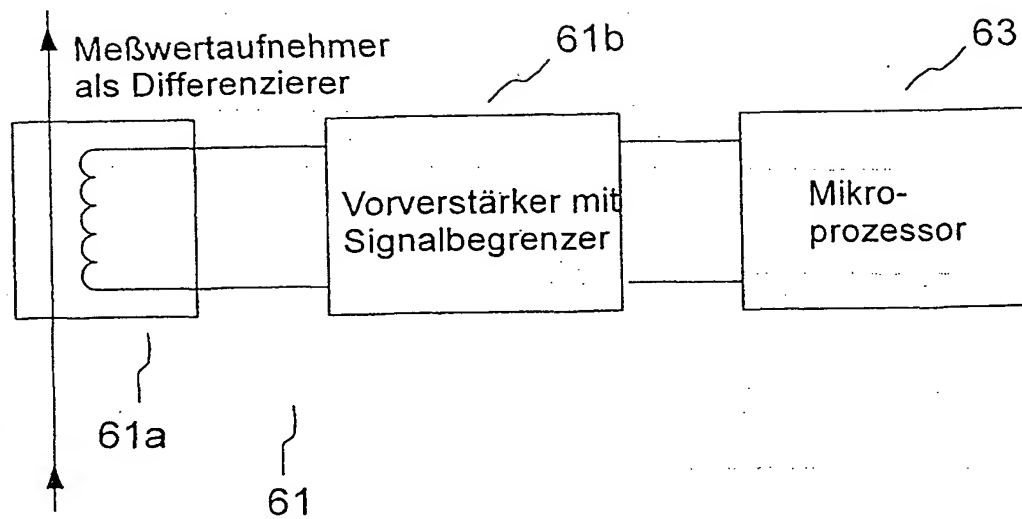 Meßwertaufnehmer
als Differenzierer
61b
63
Vorverstärker mit
Signalbegrenzer
Mikro-
prozessor
61a
61